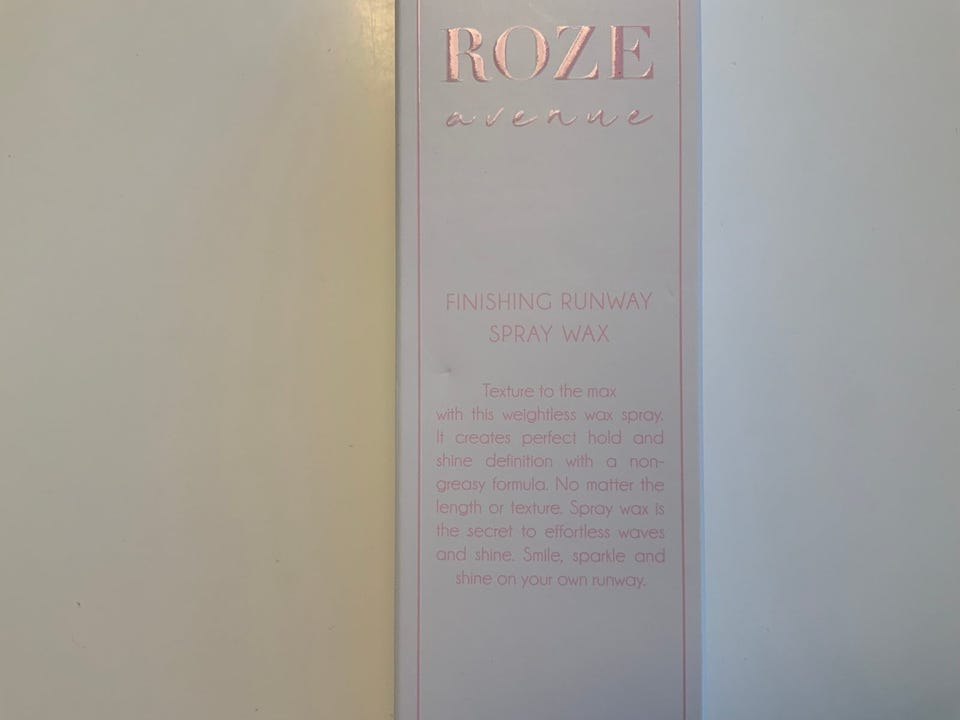 ROZE
avenue
FINISHING RUNWAY
SPRAY WAX
Texture to the max
with this weightless wax spray.
It creates perfect hold and
shine definition with a non-
greasy formula. No matter the
length or texture. Spray wax is
the secret to effortless waves
and shine. Smile, sparkle and
shine on your own runway.